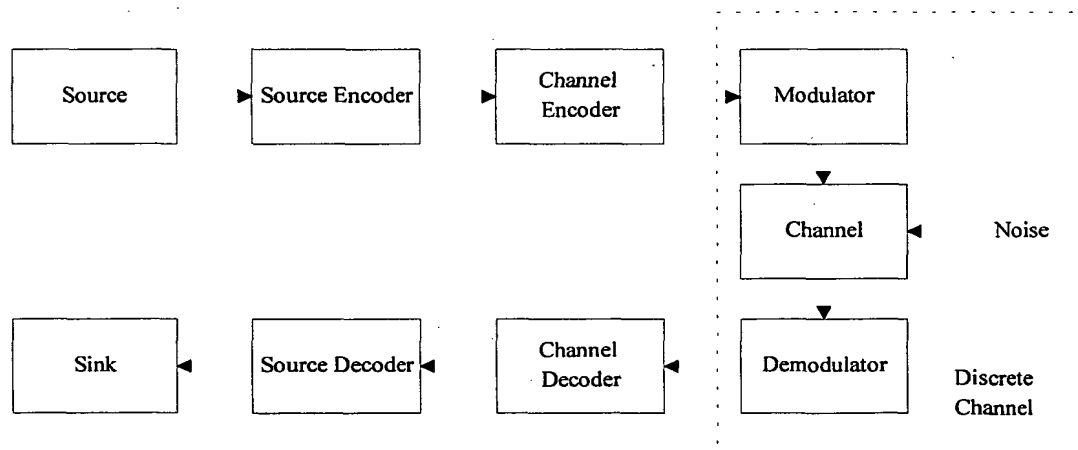 Source
Source Encoder
Channel
Encoder
Modulator
Channel
Noise
Sink
Source Decoder
Channel
Decoder
Demodulator
Discrete
Channel